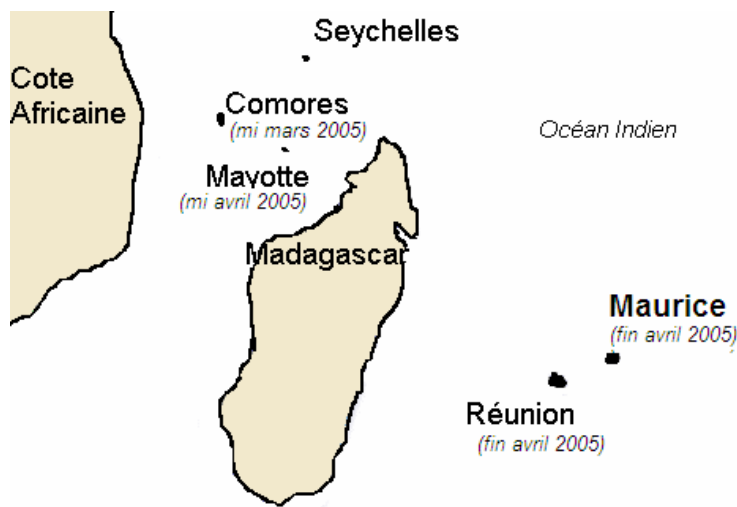 Seychelles
Cote
Africaine
Comores
(mi mars 2005)
Océan Indien
Mayotte
(mi avril 2005)
Madagascar
Maurice
(fin avril 2005)
Réunion
(fin avril 2005)